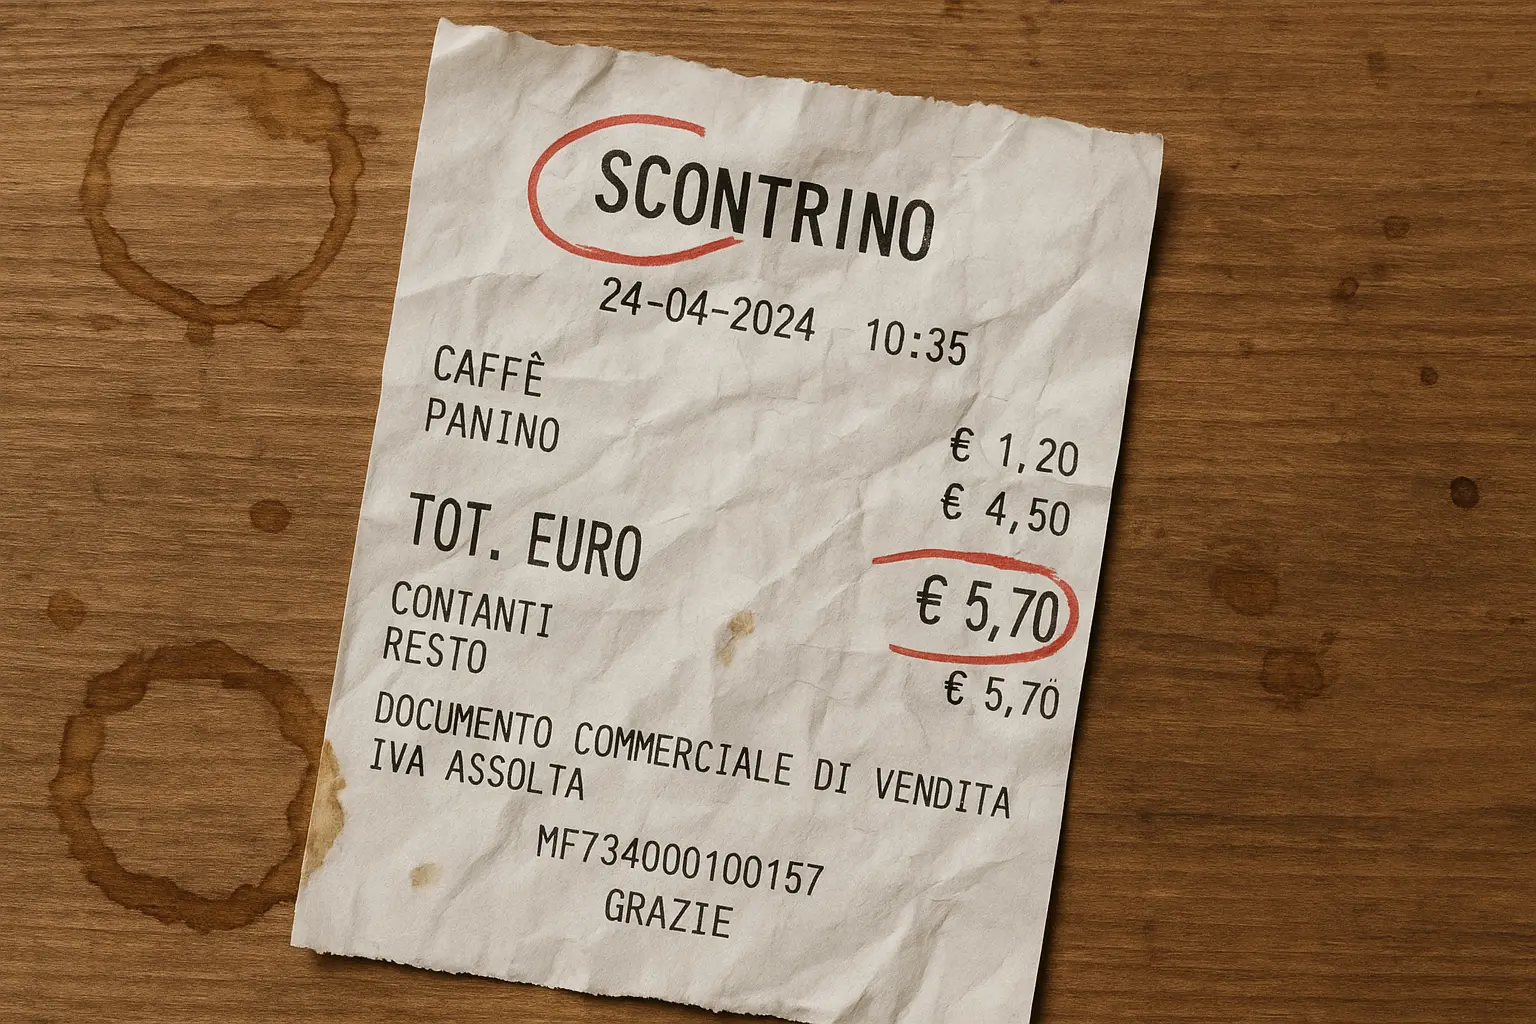 SCONTRINO
24-04-2024 10:35
CAFFÊ
PANINO
€ 1,20
€ 4,50
TOT. EURO
€ 5,70
CONTANTI
RESTO
€ 5,70
DOCUMENTO COMMERCIALE DI VENDITA
IVA ASSOLTA
MF734000100157
GRAZIE